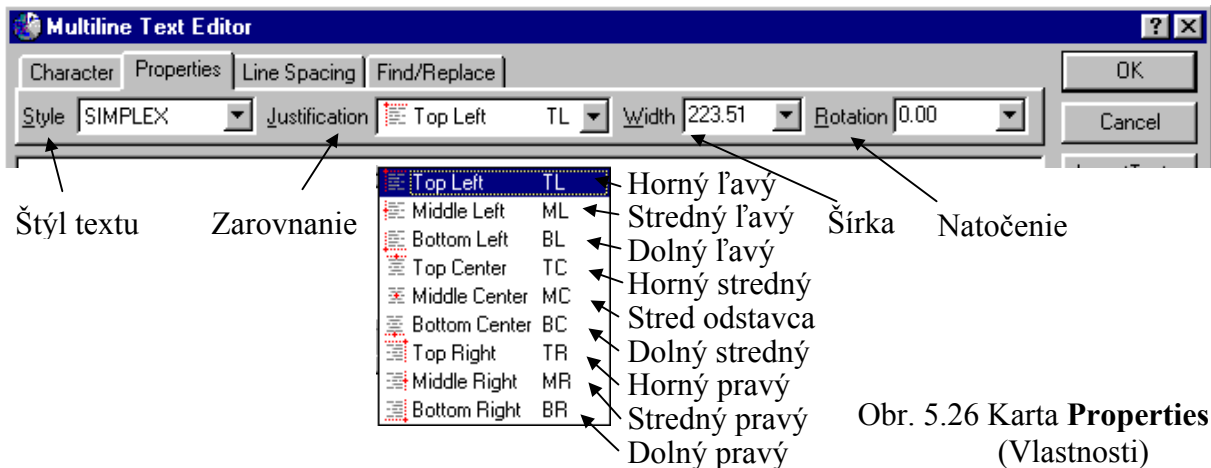 Multiline Text Editor
Character Properties Line Spacing Find/Replace OK
Style SIMPLEX Justification Top Left TL Width 223.51 Rotation 0.00 Cancel
Štýl textu Zarovnanie Šírka Natočenie
Top Left TL Horný ľavý
Middle Left ML Stredný ľavý
Bottom Left BL Dolný ľavý
Top Center TC Horný stredný
Middle Center MC Stred odstavca
Bottom Center BC Dolný stredný
Top Right TR Horný pravý
Middle Right MR Stredný pravý
Bottom Right BR Dolný pravý
Obr. 5.26 Karta Properties
(Vlastnosti)